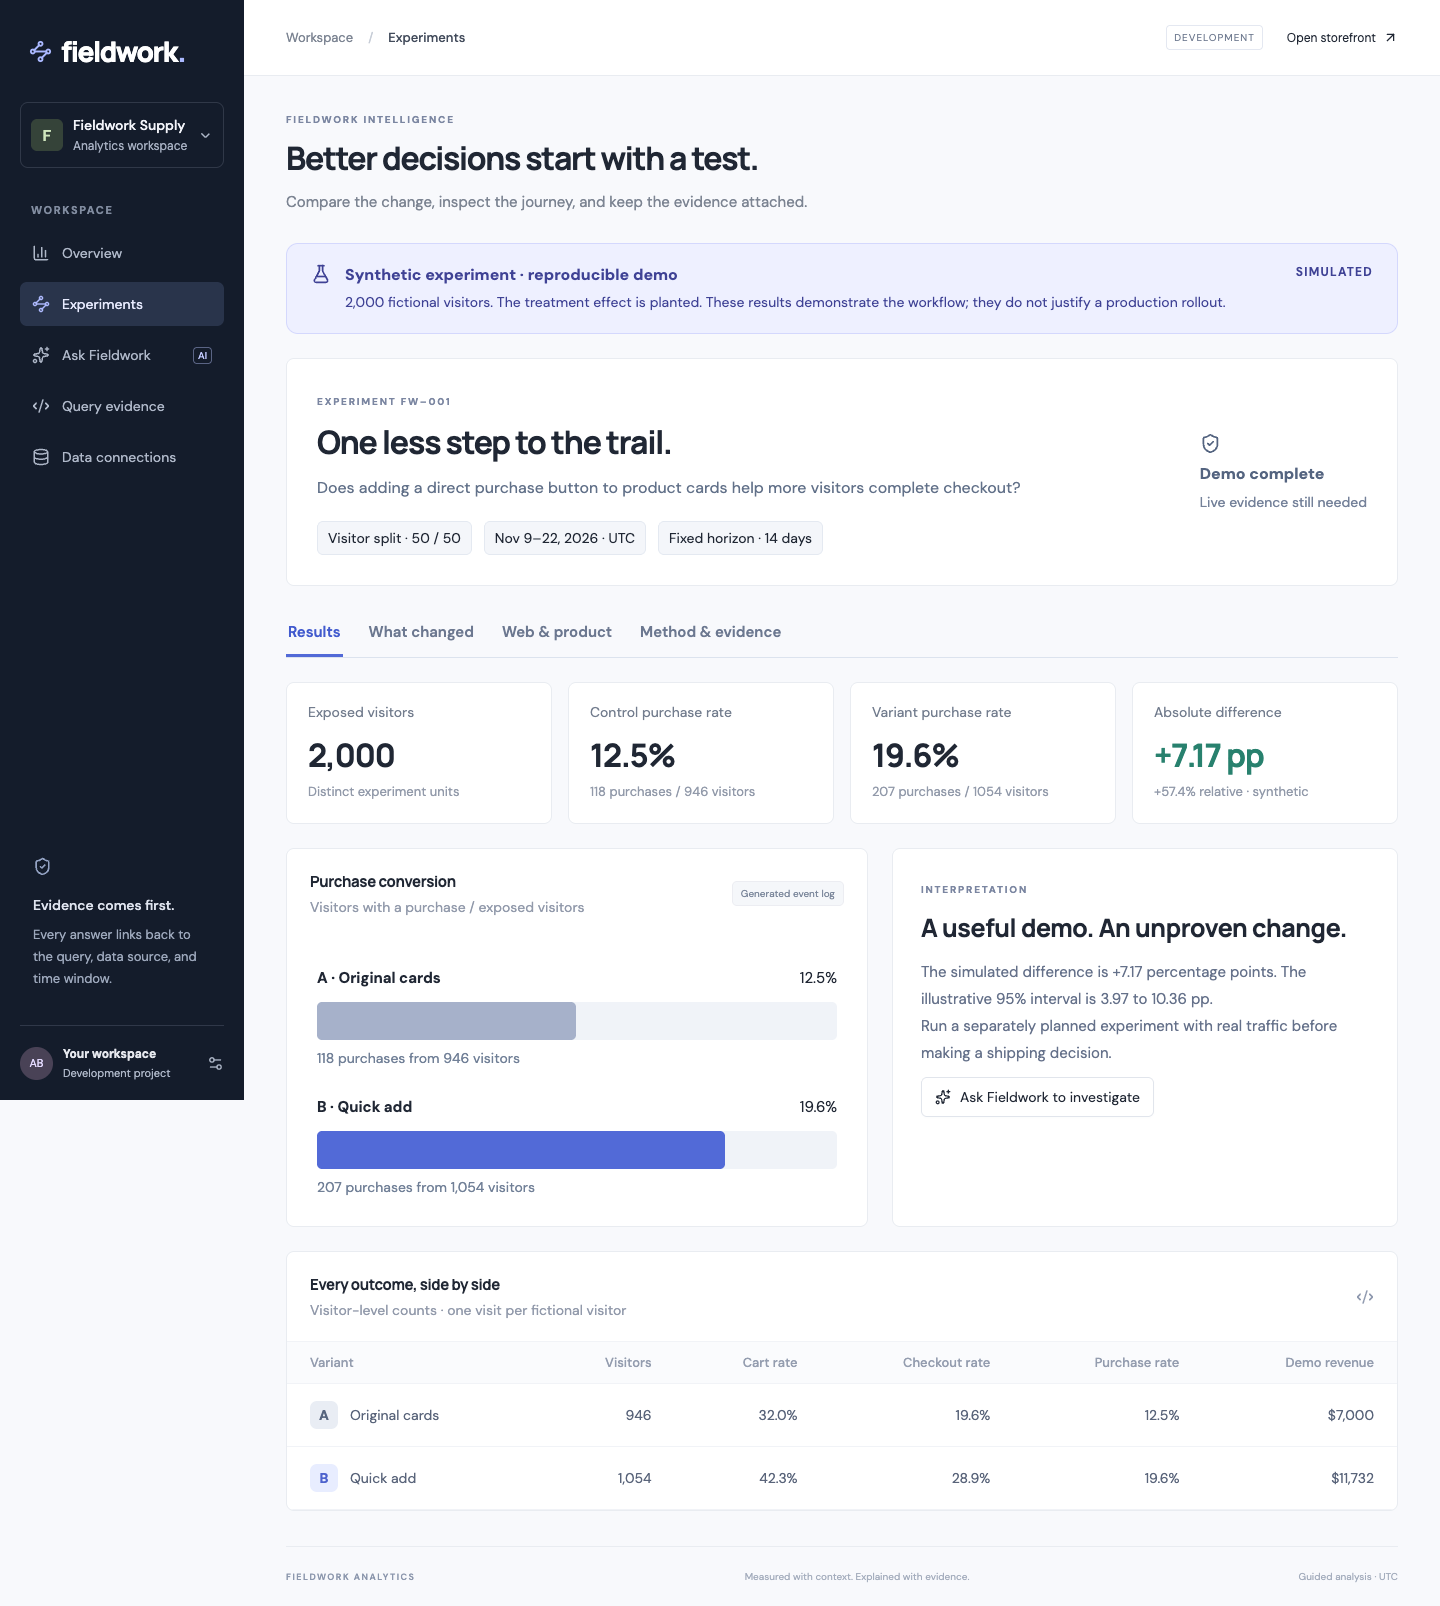 fieldwork.
F
Fieldwork Supply
Analytics workspace
WORKSPACE
Overview
Experiments
Ask Fieldwork
AI
Query evidence
Data connections
Evidence comes first.
Every answer links back to
the query, data source, and
time window.
AB
Your workspace
Development project
Workspace / Experiments
DEVELOPMENT
Open storefront
FIELDWORK INTELLIGENCE
Better decisions start with a test.
Compare the change, inspect the journey, and keep the evidence attached.
Synthetic experiment · reproducible demo
SIMULATED
2,000 fictional visitors. The treatment effect is planted. These results demonstrate the workflow; they do not justify a production rollout.
EXPERIMENT FW-001
One less step to the trail.
Does adding a direct purchase button to product cards help more visitors complete checkout?
Visitor split · 50 / 50
Nov 9–22, 2026 · UTC
Fixed horizon · 14 days
Demo complete
Live evidence still needed
Results
What changed
Web & product
Method & evidence
Exposed visitors
2,000
Distinct experiment units
Control purchase rate
12.5%
118 purchases / 946 visitors
Variant purchase rate
19.6%
207 purchases / 1054 visitors
Absolute difference
+7.17 pp
+57.4% relative · synthetic
Purchase conversion
Visitors with a purchase / exposed visitors
Generated event log
A · Original cards 12.5%
118 purchases from 946 visitors
B · Quick add 19.6%
207 purchases from 1,054 visitors
INTERPRETATION
A useful demo. An unproven change.
The simulated difference is +7.17 percentage points. The
illustrative 95% interval is 3.97 to 10.36 pp.
Run a separately planned experiment with real traffic before
making a shipping decision.
Ask Fieldwork to investigate
Every outcome, side by side
Visitor-level counts · one visit per fictional visitor
Variant Visitors Cart rate Checkout rate Purchase rate Demo revenue
A Original cards 946 32.0% 19.6% 12.5% $7,000
B Quick add 1,054 42.3% 28.9% 19.6% $11,732
FIELDWORK ANALYTICS
Measured with context. Explained with evidence.
Guided analysis · UTC